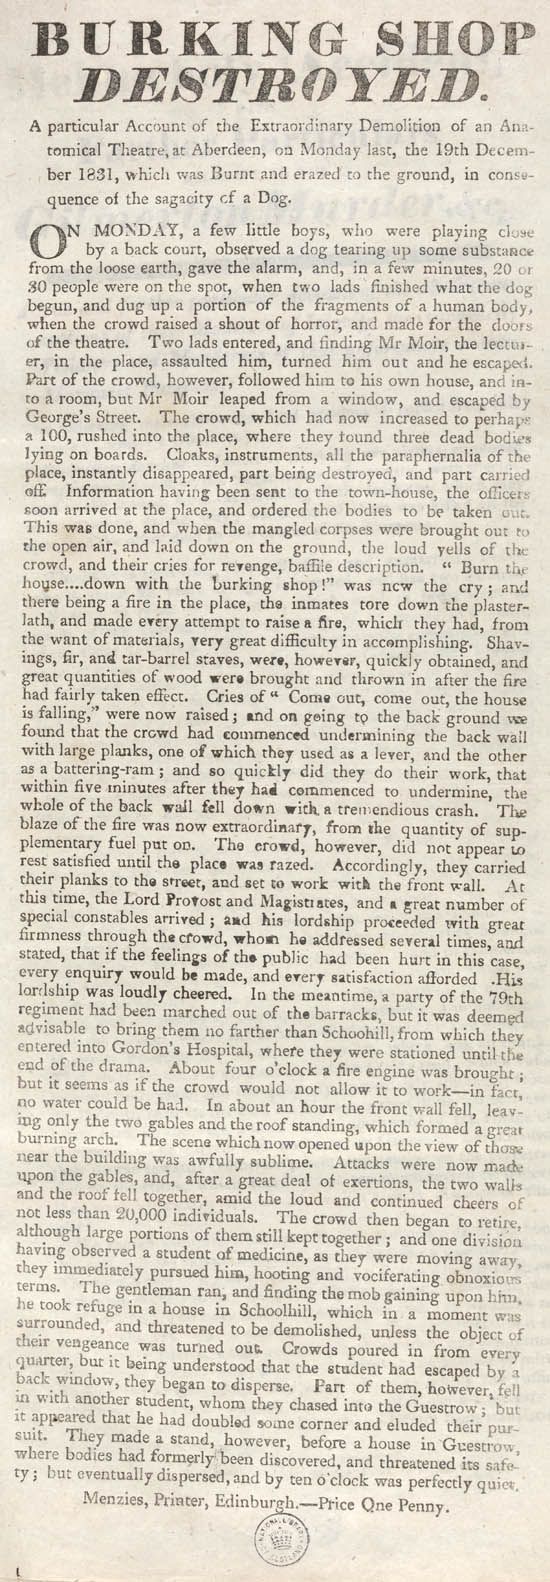 BURKING SHOP
DESTROYED.
A particular Account of the Extraordinary Demolition of an Ana-
tomical Theatre, at Aberdeen, on Monday last, the 19th Decem-
ber 1831, which was Burnt and erazed to the ground, in conse-
quence of the sagacity of a Dog.
ON MONDAY, a few little boys, who were playing close
by a back court, observed a dog tearing up some substance
from the loose earth, gave the alarm, and, in a few minutes, 20 or
30 people were on the spot, when two lads finished what the dog
begun, and dug up a portion of the fragments of a human body,
when the crowd raised a shout of horror, and made for the doors
of the theatre. Two lads entered, and finding Mr Moir, the lectur-
er, in the place, assaulted him, turned him out and he escaped.
Part of the crowd, however, followed him to his own house, and in-
to a room, but Mr Moir leaped from a window, and escaped by
George's Street. The crowd, which had now increased to perhaps
a 100, rushed into the place, where they found three dead bodies
lying on boards. Cloaks, instruments, all the paraphernalia of the
place, instantly disappeared, part being destroyed, and part carried
off. Information having been sent to the town-house, the officers
soon arrived at the place, and ordered the bodies to be taken out.
This was done, and when the mangled corpses were brought out to
the open air, and laid down on the ground, the loud yells of the
crowd, and their cries for revenge, baffile description. " Burn the
house....down with the burking shop!" was now the cry; and
there being a fire in the place, the inmates tore down the plaster-
lath, and made every attempt to raise a fire, which they had, from
the want of materials, very great difficulty in accomplishing. Shav-
ings, fir, and tar-barrel staves, were, however, quickly obtained, and
great quantities of wood were brought and thrown in after the fire
had fairly taken effect. Cries of " Come out, come out, the house
is falling," were now raised; and on going to the back ground we
found that the crowd had commenced undermining the back wall
with large planks, one of which they used as a lever, and the other
as a battering-ram; and so quickly did they do their work, that
within five minutes after they had commenced to undermine, the
whole of the back wall fell down with a tremendious crash. The
blaze of the fire was now extraordinary, from the quantity of sup-
plementary fuel put on. The crowd, however, did not appear to
rest satisfied until the place was razed. Accordingly, they carried
their planks to the street, and set to work with the front wall. At
this time, the Lord Provost and Magistrates, and a great number of
special constables arrived; and his lordship proceeded with great
firmness through the crowd, whom he addressed several times, and
stated, that if the feelings of the public had been hurt in this case,
every enquiry would be made, and every satisfaction afforded .His
lordship was loudly cheered. In the meantime, a party of the 79th
regiment had been marched out of the barracks, but it was deemed
advisable to bring them no farther than Schoohill, from which they
entered into Gordon's Hospital, where they were stationed until the
end of the drama. About four o'clock a fire engine was brought;
but it seems as if the crowd would not allow it to work—in fact,
no water could be had. In about an hour the front wall fell, leav-
ing only the two gables and the roof standing, which formed a great
burning arch. The scene which now opened upon the view of those
near the building was awfully sublime. Attacks were now made
upon the gables, and, after a great deal of exertions, the two walls
and the roof fell together, amid the loud and continued cheers of
not less than 20,000 individuals. The crowd then began to retire,
although large portions of them still kept together; and one division
having observed a student of medicine, as they were moving away,
they immediately pursued him, hooting and vociferating obnoxious
terms. The gentleman ran, and finding the mob gaining upon him,
he took refuge in a house in Schoolhill, which in a moment was
surrounded, and threatened to be demolished, unless the object of
their vengeance was turned out. Crowds poured in from every
quarter, but it being understood that the student had escaped by a
back window, they began to disperse. Part of them, however, fell
in with another student, whom they chased into the Guestrow; but
it appeared that he had doubled some corner and eluded their pur-
suit. They made a stand, however, before a house in Guestrow,
where bodies had formerly been discovered, and threatened its safe-
ty; but eventually dispersed, and by ten o'clock was perfectly quiet.
Menzies, Printer, Edinburgh.—Price One Penny.
NATIONAL LIBRARY OF SCOTLAND